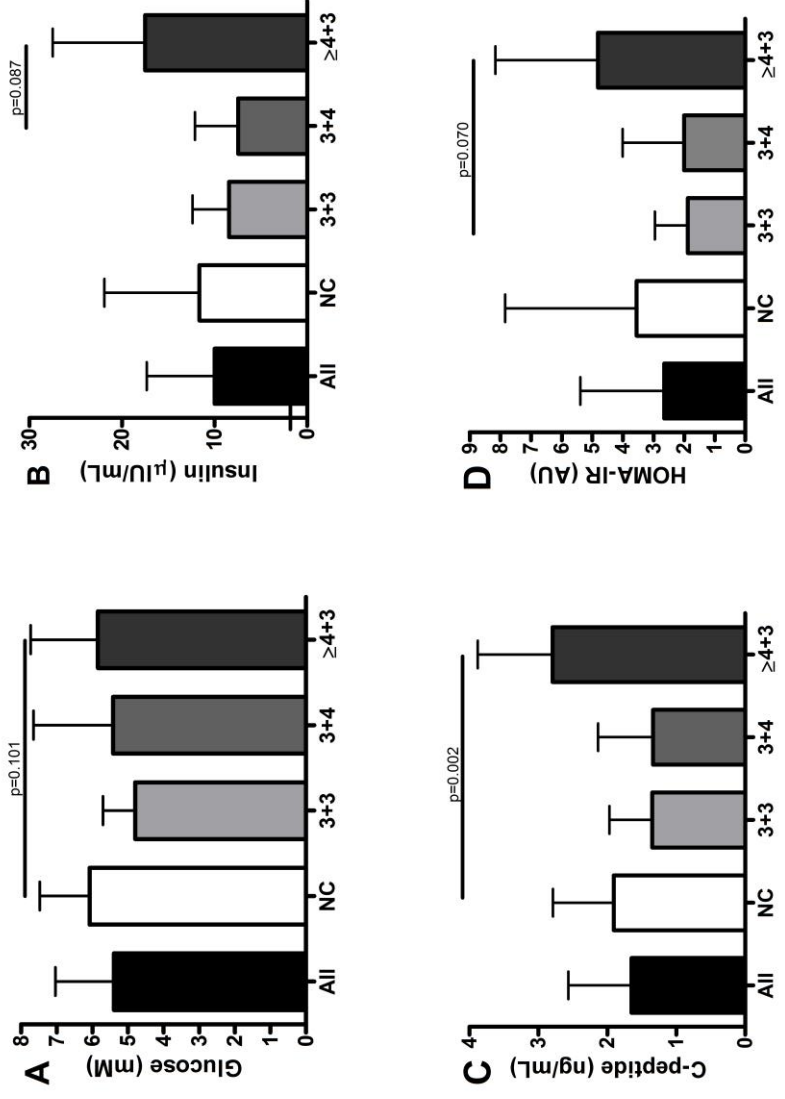 A
Glucose (mM)
8
7
6
5
4
3
2
1
0
p=0.101
All
NC
3+3
3+4
≥4+3
B
Insulin (μIU/mL)
30
20
10
0
p=0.087
All
NC
3+3
3+4
≥4+3
C
C-peptide (ng/mL)
4
3
2
1
0
p=0.002
All
NC
3+3
3+4
≥4+3
D
HOMA-IR (AU)
9
8
7
6
5
4
3
2
1
0
p=0.070
All
NC
3+3
3+4
≥4+3